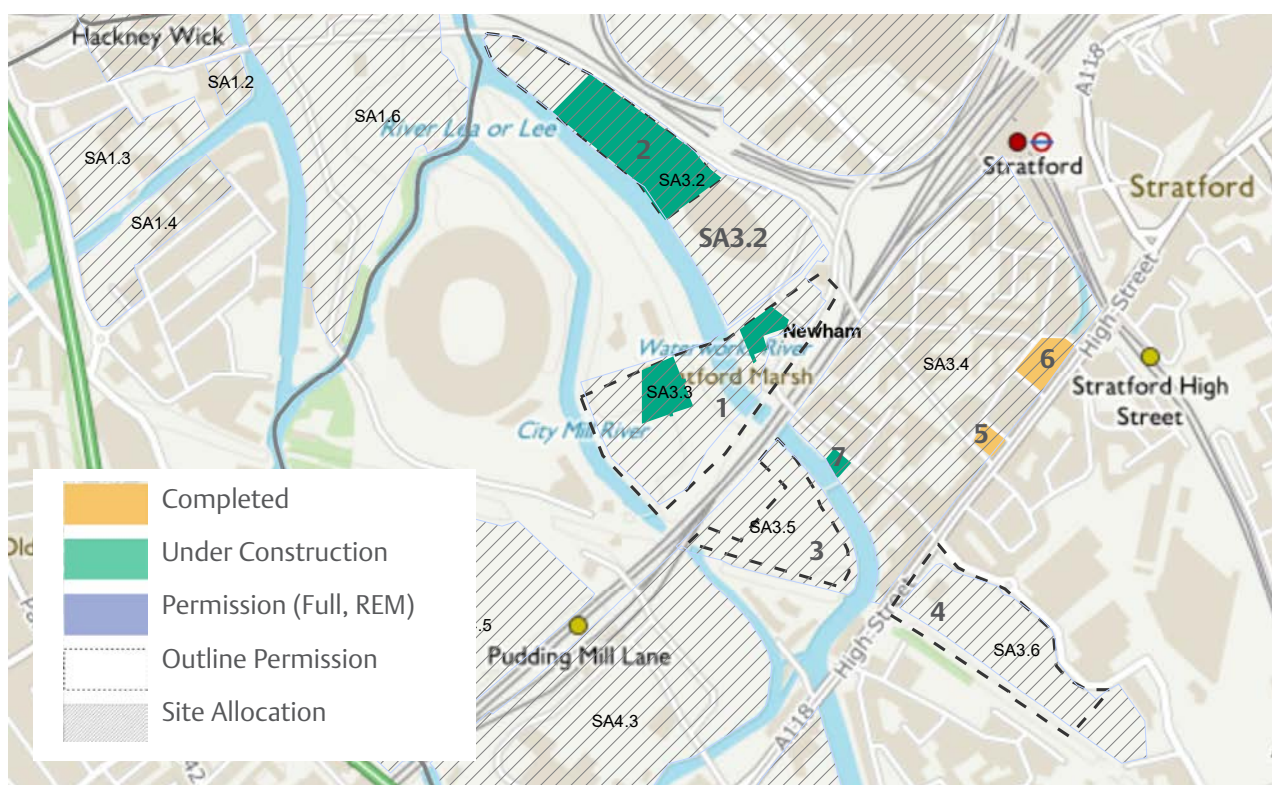 Hackney Wick
SA1.2
A118
SA1.6
River Lea or Lee
SA1.3
2
Stratford
SA3.2
Stratford
SA1.4
SA3.2
High Street
Newham
Waterworks River
SA3.4
6
tford Marsh
SA3.3
1
Stratford High
Street
City Mill River
5
7
Completed
SA3.5
3
Under Construction
Permission (Full, REM)
4
.5
High Street
Pudding Mill Lane
SA3.6
Outline Permission
Site Allocation
SA4.3
A118
42